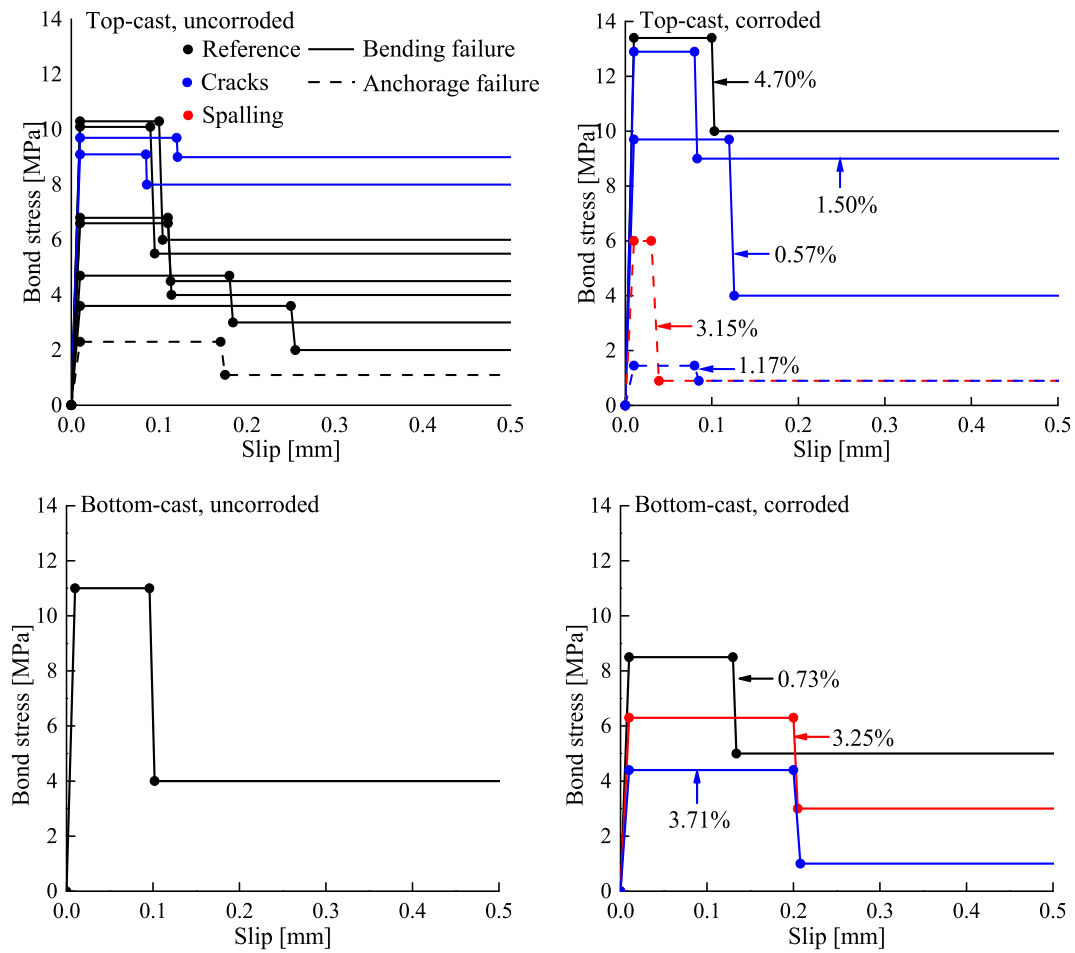 Top-cast, uncorroded
Reference
Bending failure
Cracks
Anchorage failure
Spalling
14
12
10
8
6
4
2
0
Bond stress [MPa]
0.0 0.1 0.2 0.3 0.4 0.5
Slip [mm]
Top-cast, corroded
14
12
10
8
6
4
2
0
Bond stress [MPa]
4.70%
1.50%
0.57%
3.15%
1.17%
0.0 0.1 0.2 0.3 0.4 0.5
Slip [mm]
Bottom-cast, uncorroded
14
12
10
8
6
4
2
0
Bond stress [MPa]
0.0 0.1 0.2 0.3 0.4 0.5
Slip [mm]
Bottom-cast, corroded
14
12
10
8
6
4
2
0
Bond stress [MPa]
0.73%
3.25%
3.71%
0.0 0.1 0.2 0.3 0.4 0.5
Slip [mm]